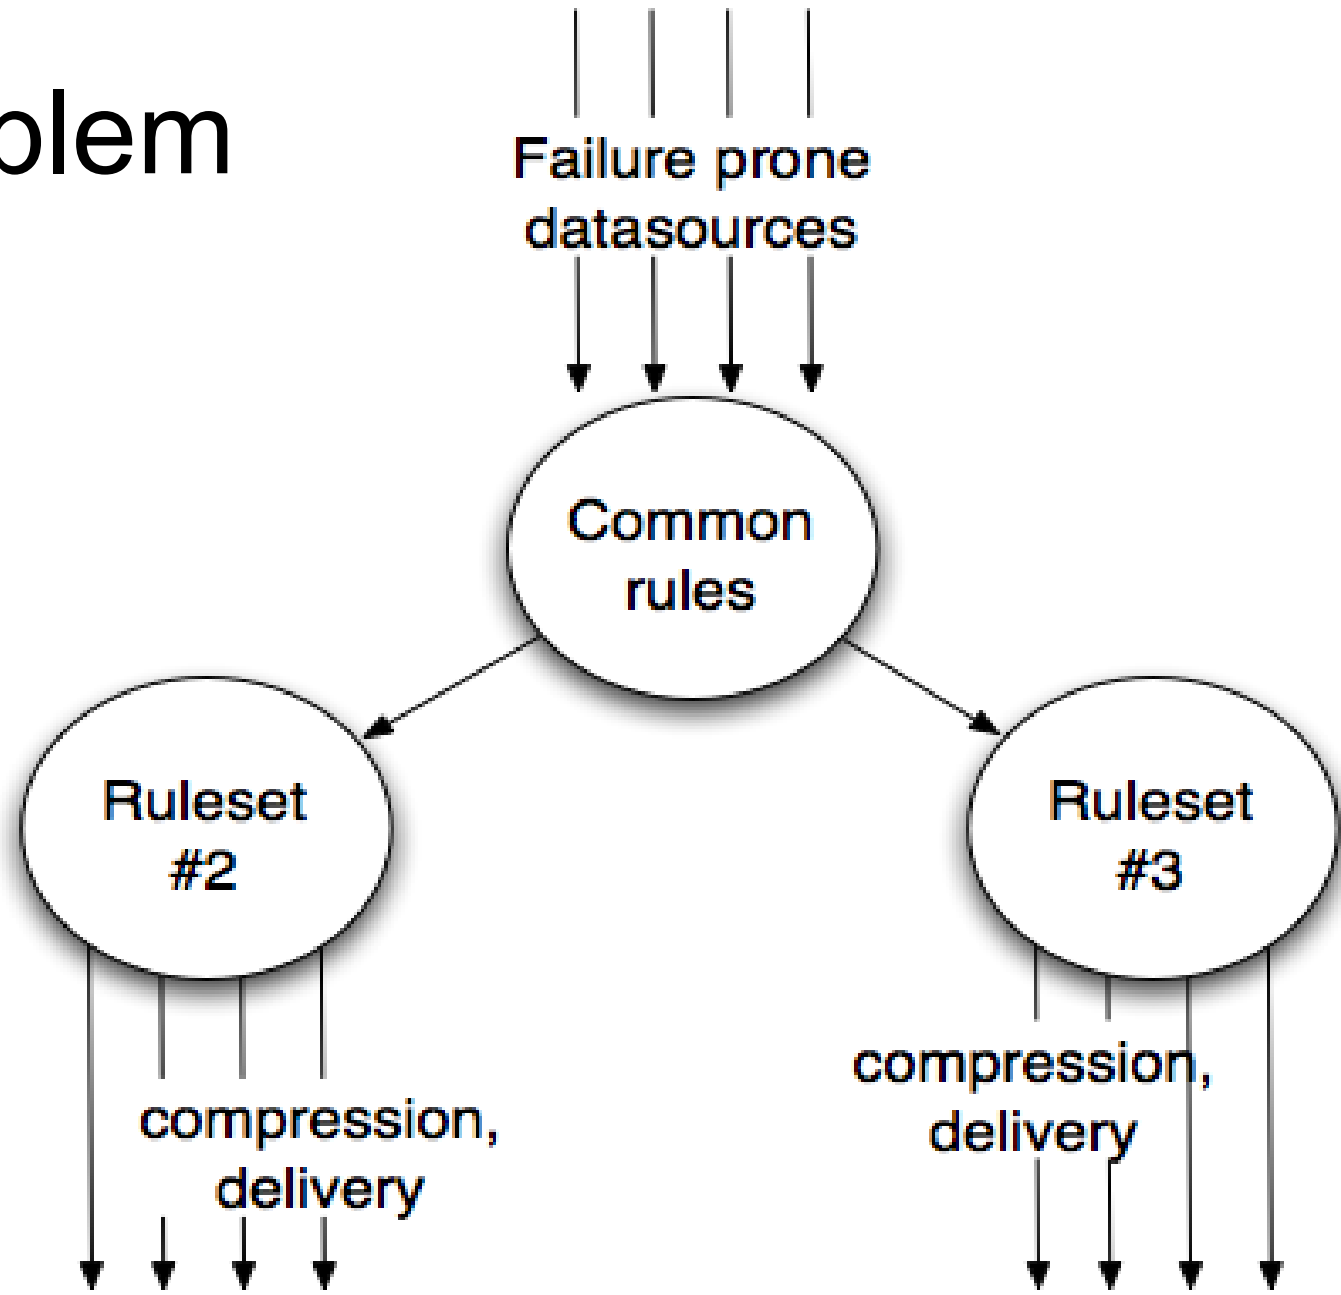 blem
Failure prone
datasources
Common
rules
Ruleset
#2
Ruleset
#3
compression,
delivery
compression,
delivery